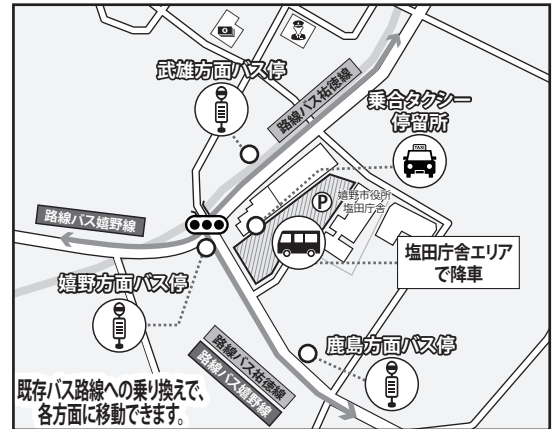 武雄方面バス停
路線バス祐徳線
乗合タクシー
停留所
TAXI
P
嬉野市役所
塩田庁舎
路線バス嬉野線
塩田庁舎エリア
で降車
嬉野方面バス停
鹿島方面バス停
路線バス祐徳線
路線バス嬉野線
既存バス路線への乗り換えで、
各方面に移動できます。